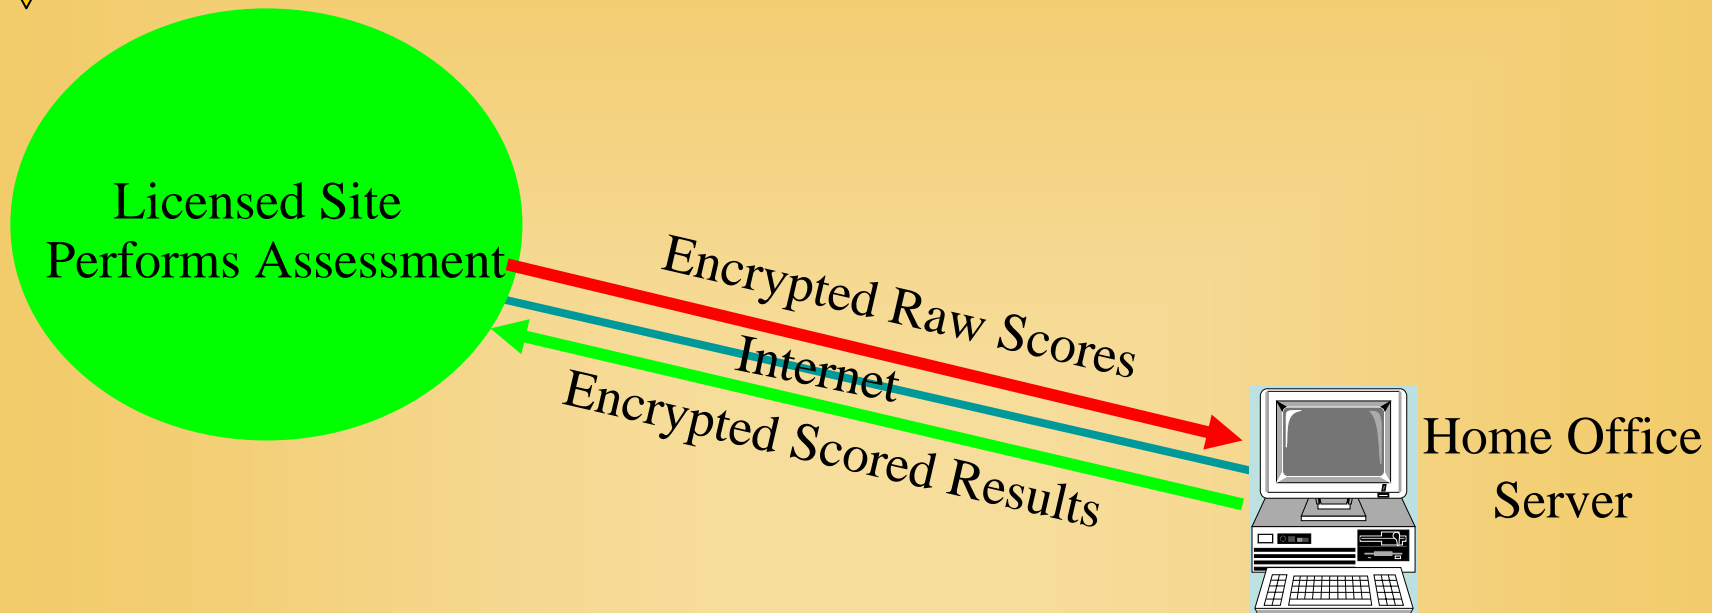 Licensed Site
Performs Assessment
Encrypted Raw Scores
Internet
Encrypted Scored Results
Home Office
Server